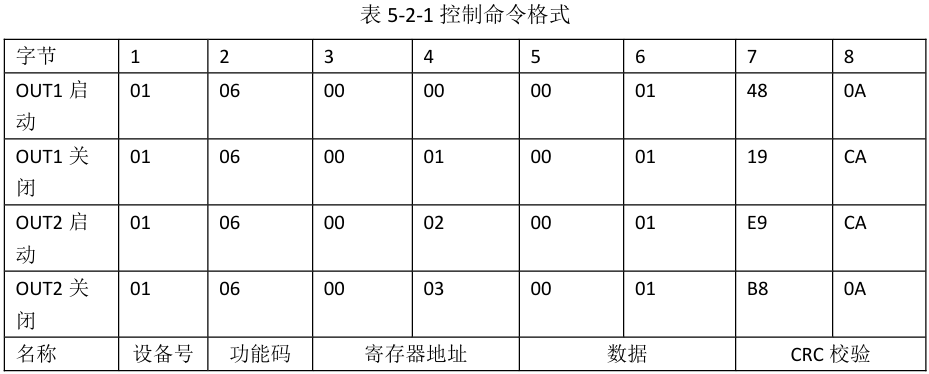 表 5-2-1 控制命令格式
字节 1 2 3 4 5 6 7 8
OUT1 启动 01 06 00 00 00 01 48 0A
OUT1 关闭 01 06 00 01 00 01 19 CA
OUT2 启动 01 06 00 02 00 01 E9 CA
OUT2 关闭 01 06 00 03 00 01 B8 0A
名称 设备号 功能码 寄存器地址 数据 CRC 校验